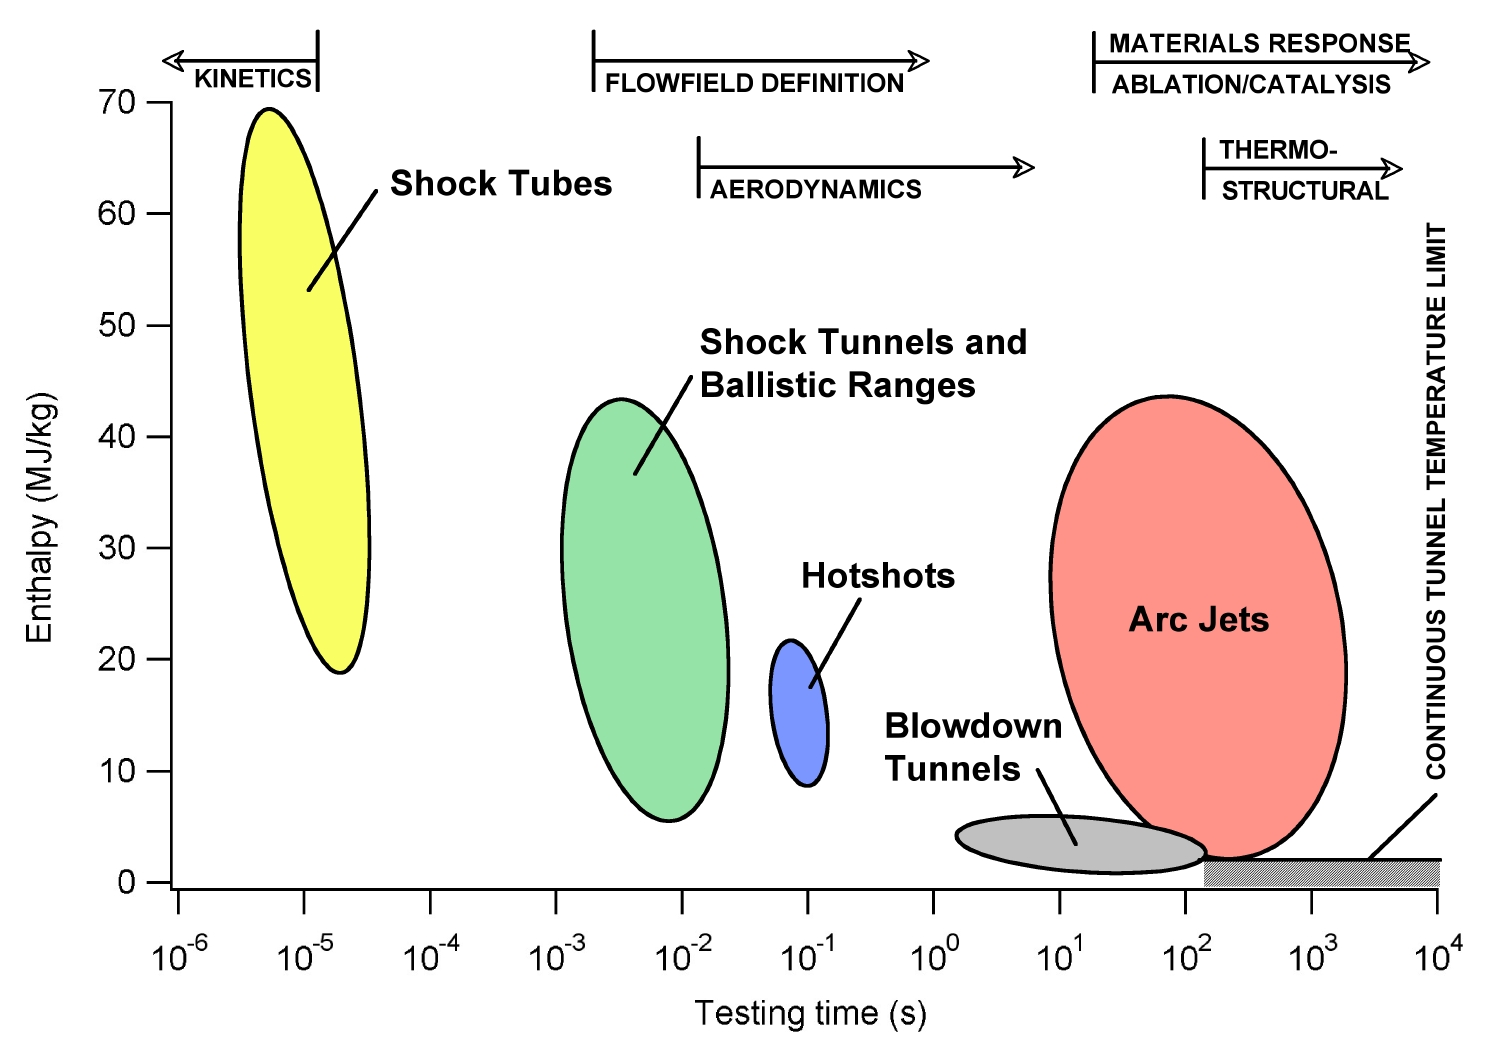 KINETICS
FLOWFIELD DEFINITION
MATERIALS RESPONSE
ABLATION/CATALYSIS
AERODYNAMICS
THERMO-
STRUCTURAL
Shock Tubes
Shock Tunnels and
Ballistic Ranges
Hotshots
Arc Jets
Blowdown
Tunnels
CONTINUOUS TUNNEL TEMPERATURE LIMIT
Enthalpy (MJ/kg)
70
60
50
40
30
20
10
0
10-6 10-5 10-4 10-3 10-2 10-1 100 101 102 103 104
Testing time (s)